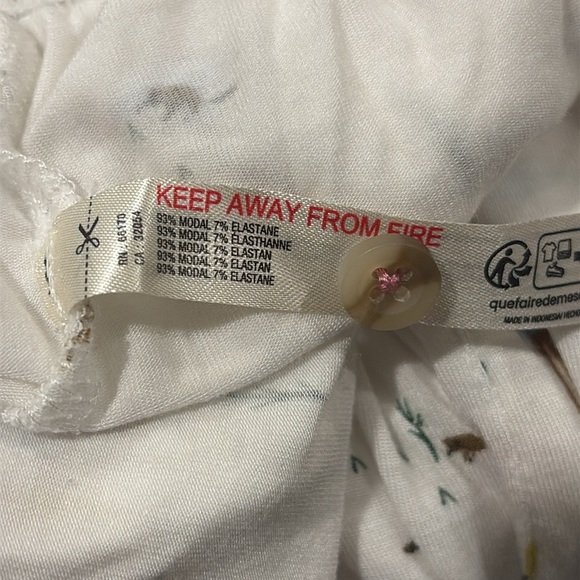 RN 66170
CA 32054
KEEP AWAY FROM FIRE
93% MODAL 7% ELASTANE
93% MODAL 7% ELASTHANNE
93% MODAL 7% ELASTAN
93% MODAL 7% ELASTAN
93% MODAL 7% ELASTANE
quefairedemes
MADE IN INDONESIA/ HECHO